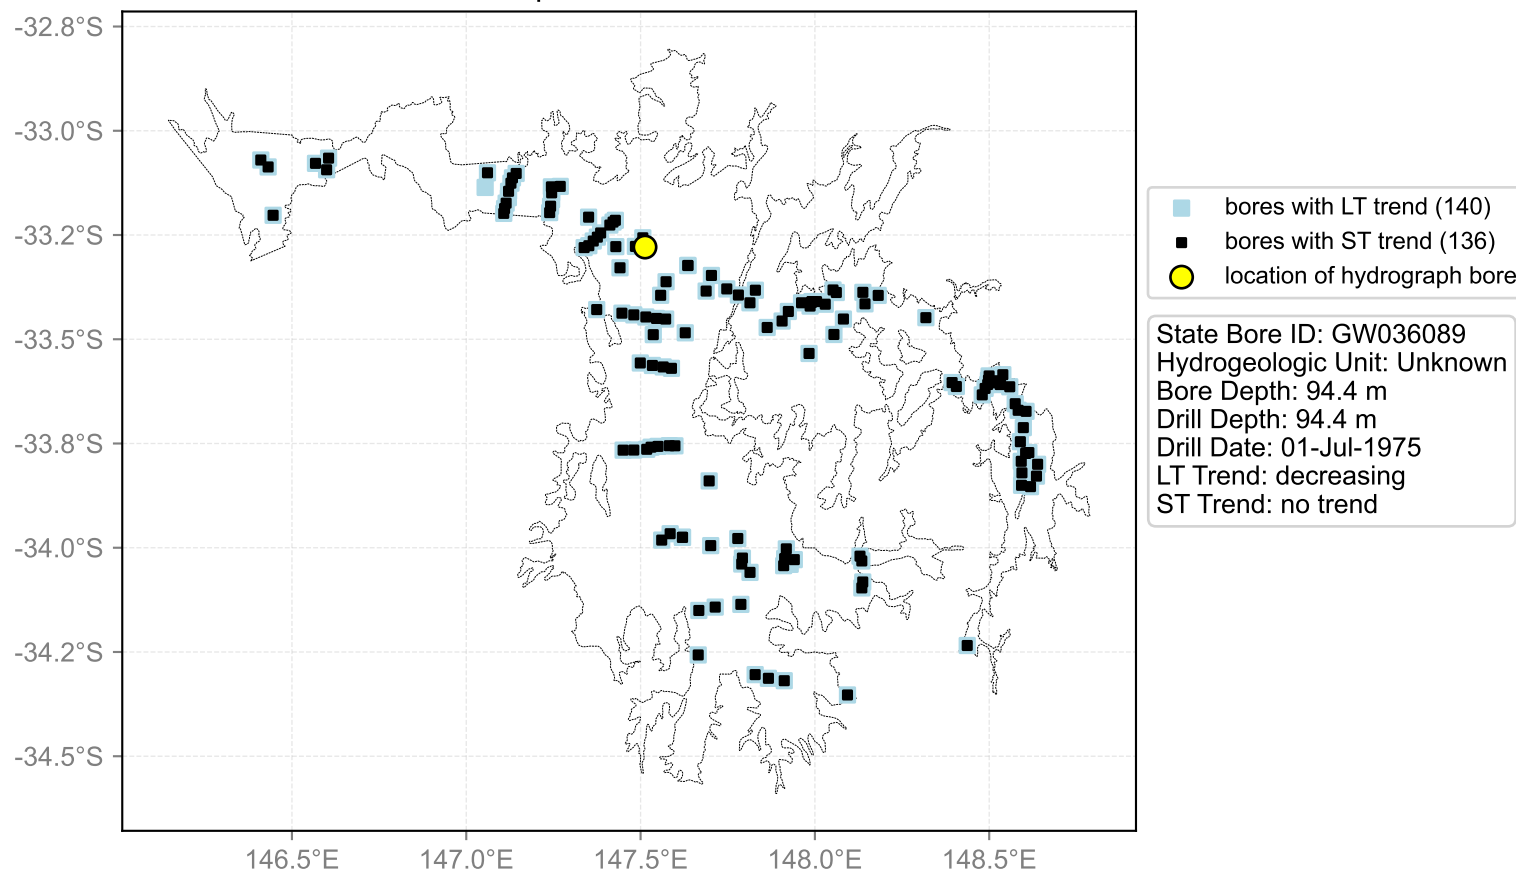 -32.8°S
-33.0°S
-33.2°S
-33.5°S
-33.8°S
-34.0°S
-34.2°S
-34.5°S
146.5°E
147.0°E
147.5°E
148.0°E
148.5°E
bores with LT trend (140)
bores with ST trend (136)
location of hydrograph bore
State Bore ID: GW036089
Hydrogeologic Unit: Unknown
Bore Depth: 94.4 m
Drill Depth: 94.4 m
Drill Date: 01-Jul-1975
LT Trend: decreasing
ST Trend: no trend